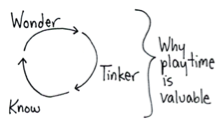 Wonder
Tinker
Know
Why
playtime
is
valuable